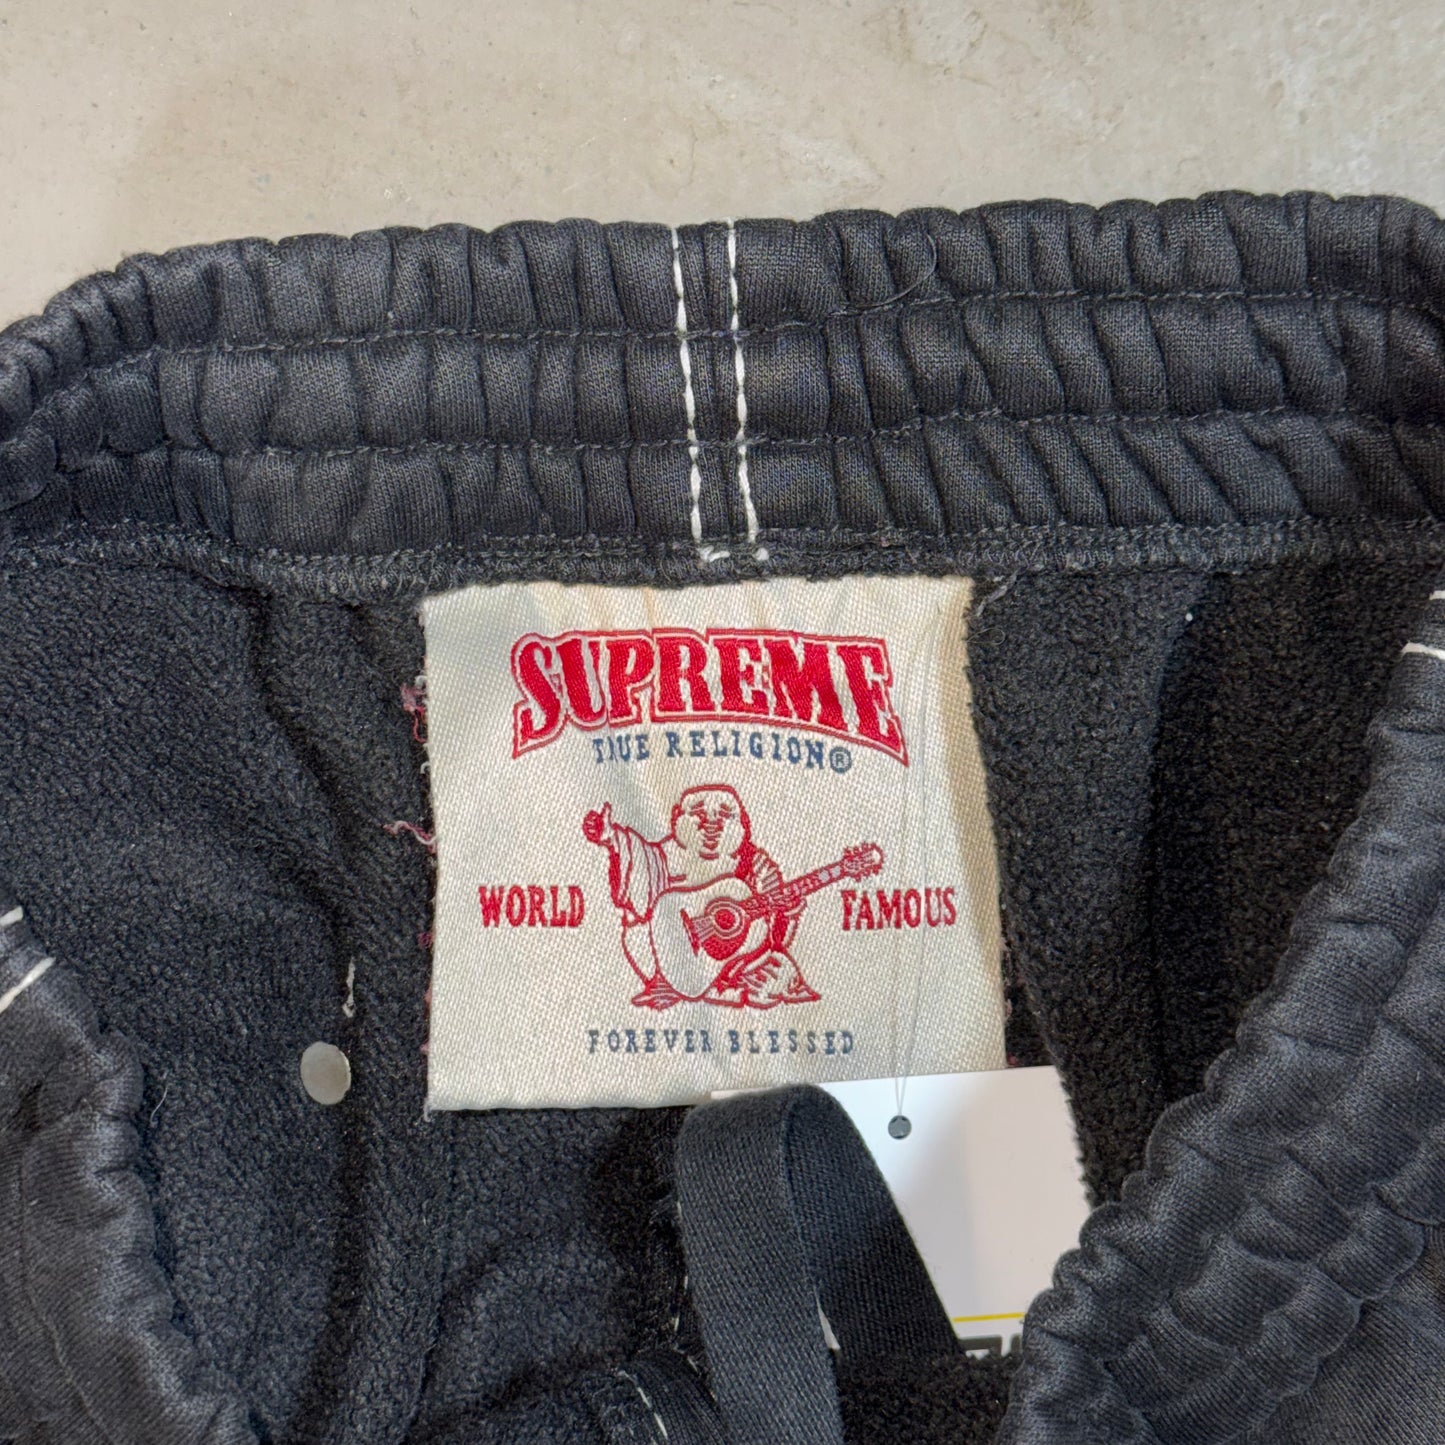 SUPREME
TRUE RELIGION®
WORLD FAMOUS
FOREVER BLESSED